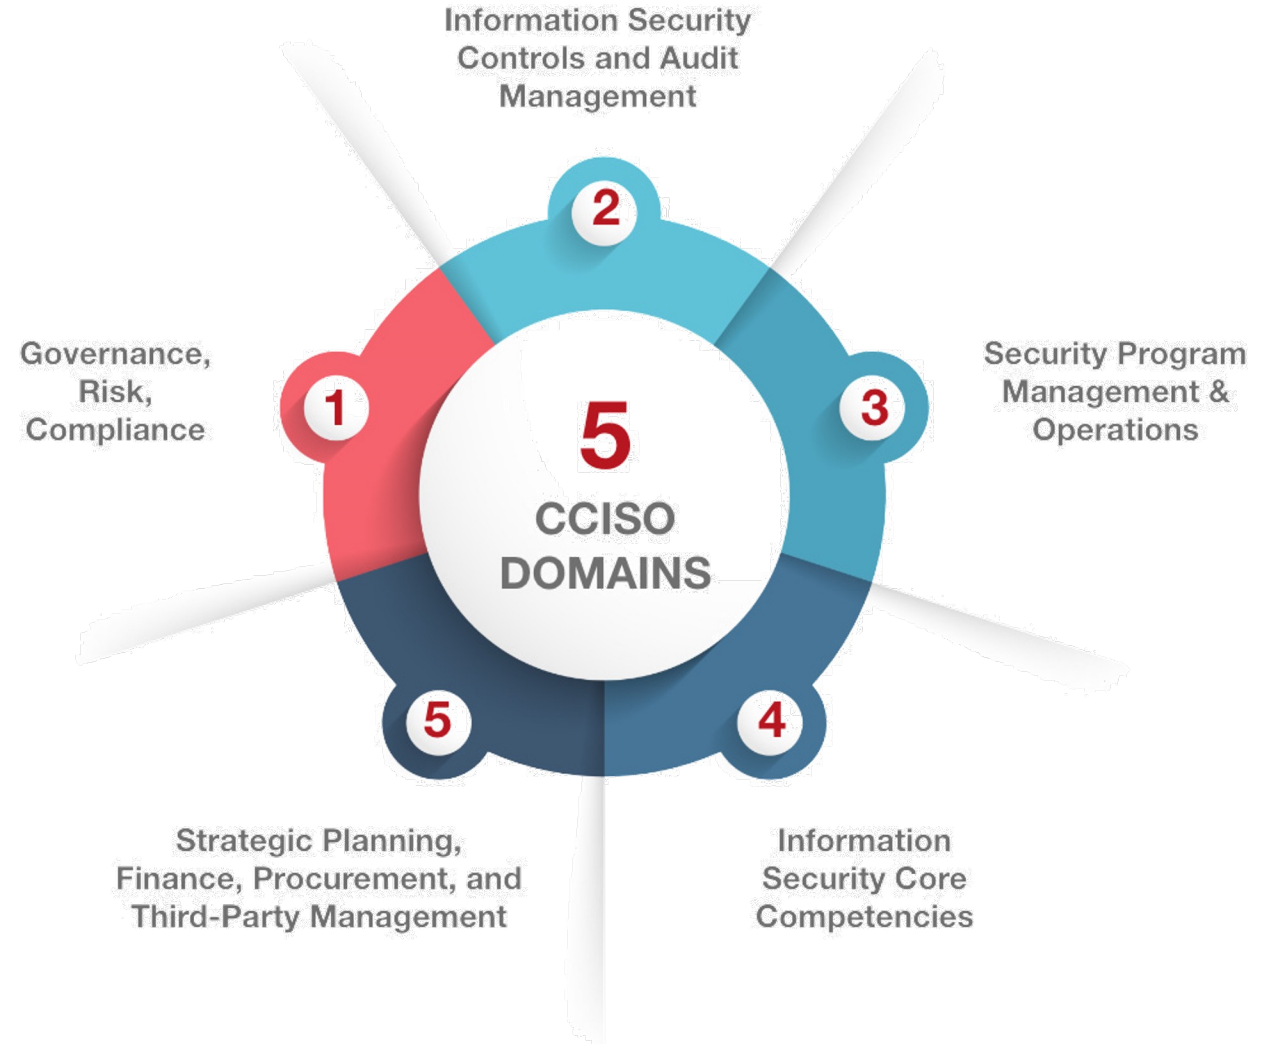 Information Security
Controls and Audit
Management
2
Governance,
Risk,
Compliance
1
5
CCISO
DOMAINS
3
Security Program
Management &
Operations
5
4
Strategic Planning,
Finance, Procurement, and
Third-Party Management
Information
Security Core
Competencies